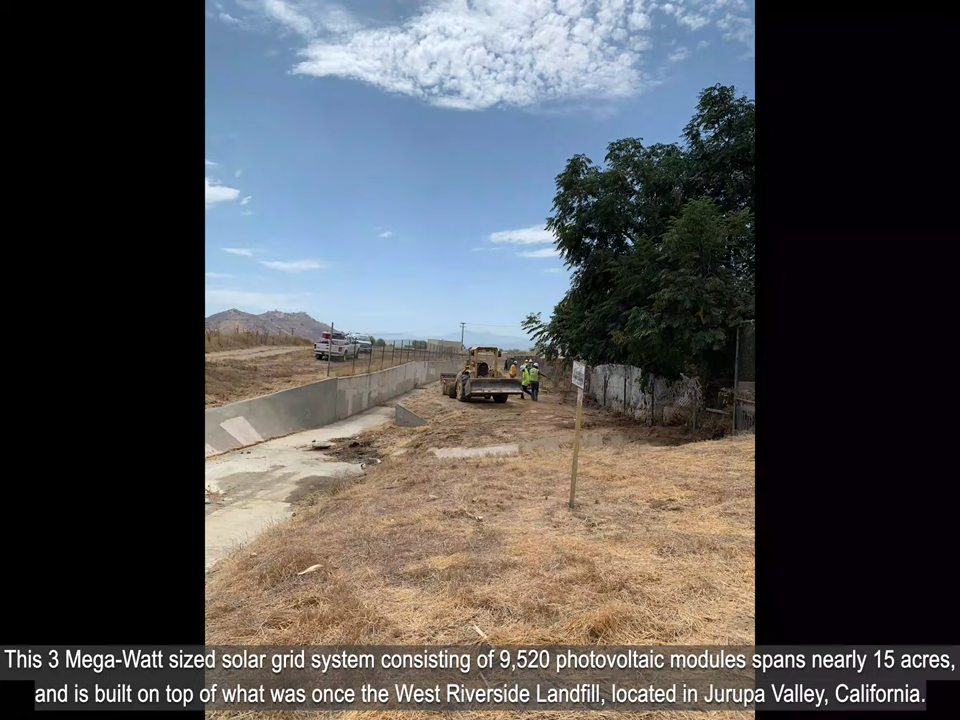 This 3 Mega-Watt sized solar grid system consisting of 9,520 photovoltaic modules spans nearly 15 acres,
and is built on top of what was once the West Riverside Landfill, located in Jurupa Valley, California.